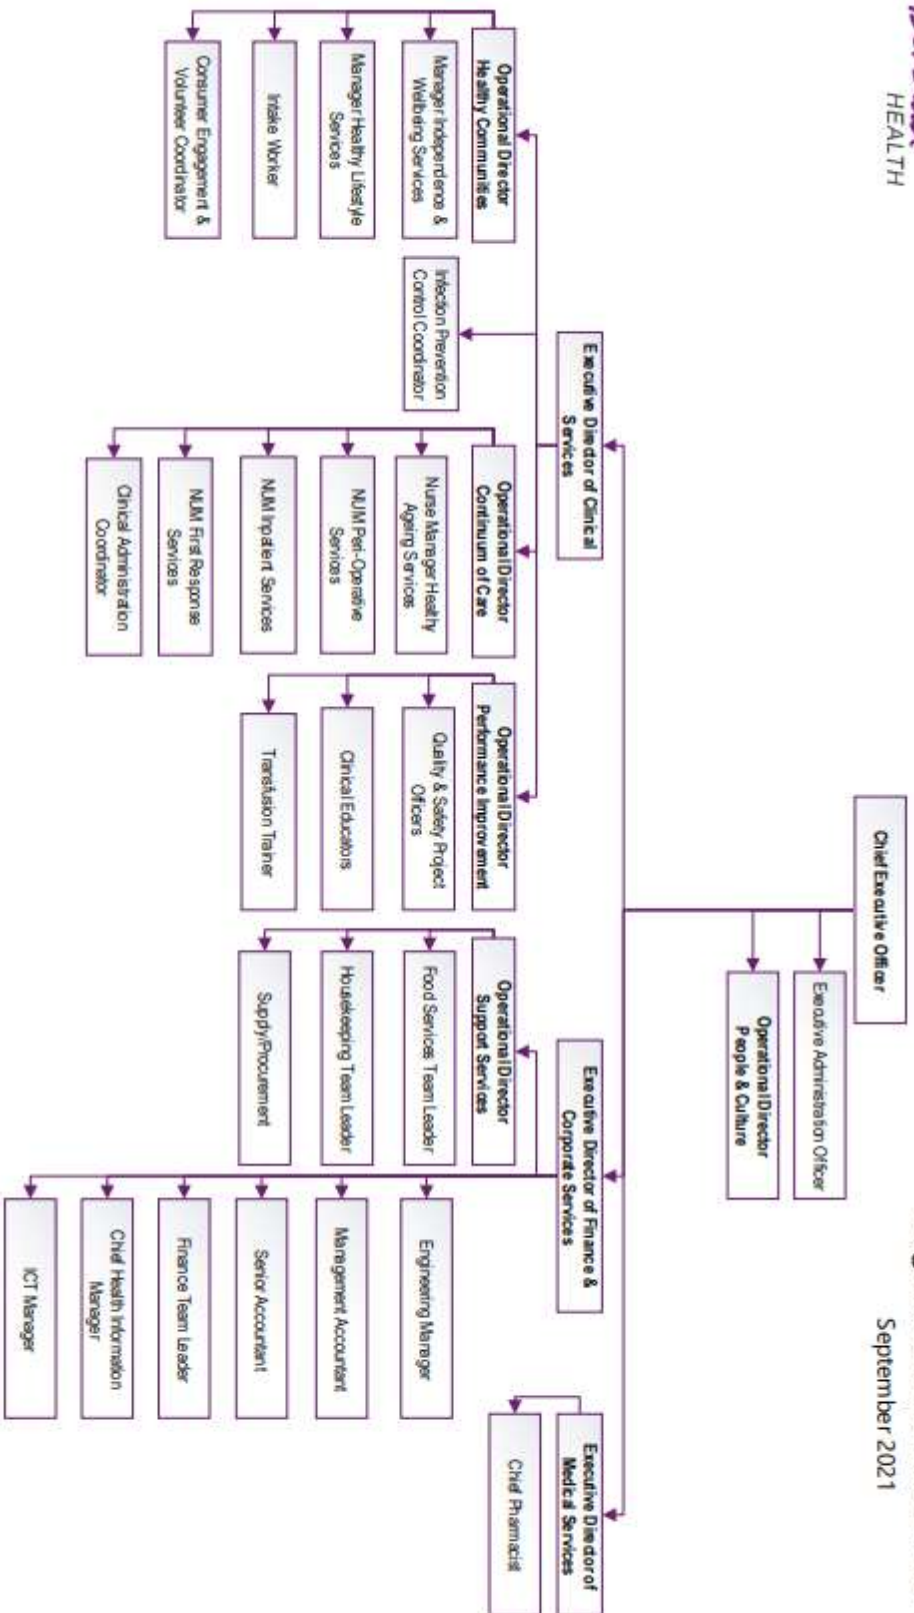 HEALTH
September 2021
Chief Executive Officer
Executive Administration Officer
Operational Director
People & Culture
Executive Director of Clinical
Services
Executive Director of Finance &
Corporate Services
Executive Director of
Medical Services
Operational Director
Healthy Communities
Manager Independence &
Wellbeing Services
Manager Healthy Lifestyle
Services
Intake Worker
Consumer Engagement &
Volunteer Coordinator
Infection Prevention
Control Coordinator
Operational Director
Continuum of Care
Nurse Manager Healthy
Ageing Services
NUM Peri-Operative
Services
NUM Inpatient Services
NUM First Response
Services
Clinical Administration
Coordinator
Operational Director
Performance Improvement
Quality & Safety Project
Officers
Clinical Educators
Transfusion Trainer
Operational Director
Support Services
Food Services Team Leader
Housekeeping Team Leader
Supply/Procurement
Engineering Manager
Management Accountant
Senior Accountant
Finance Team Leader
Chief Health Information
Manager
ICT Manager
Chief Pharmacist